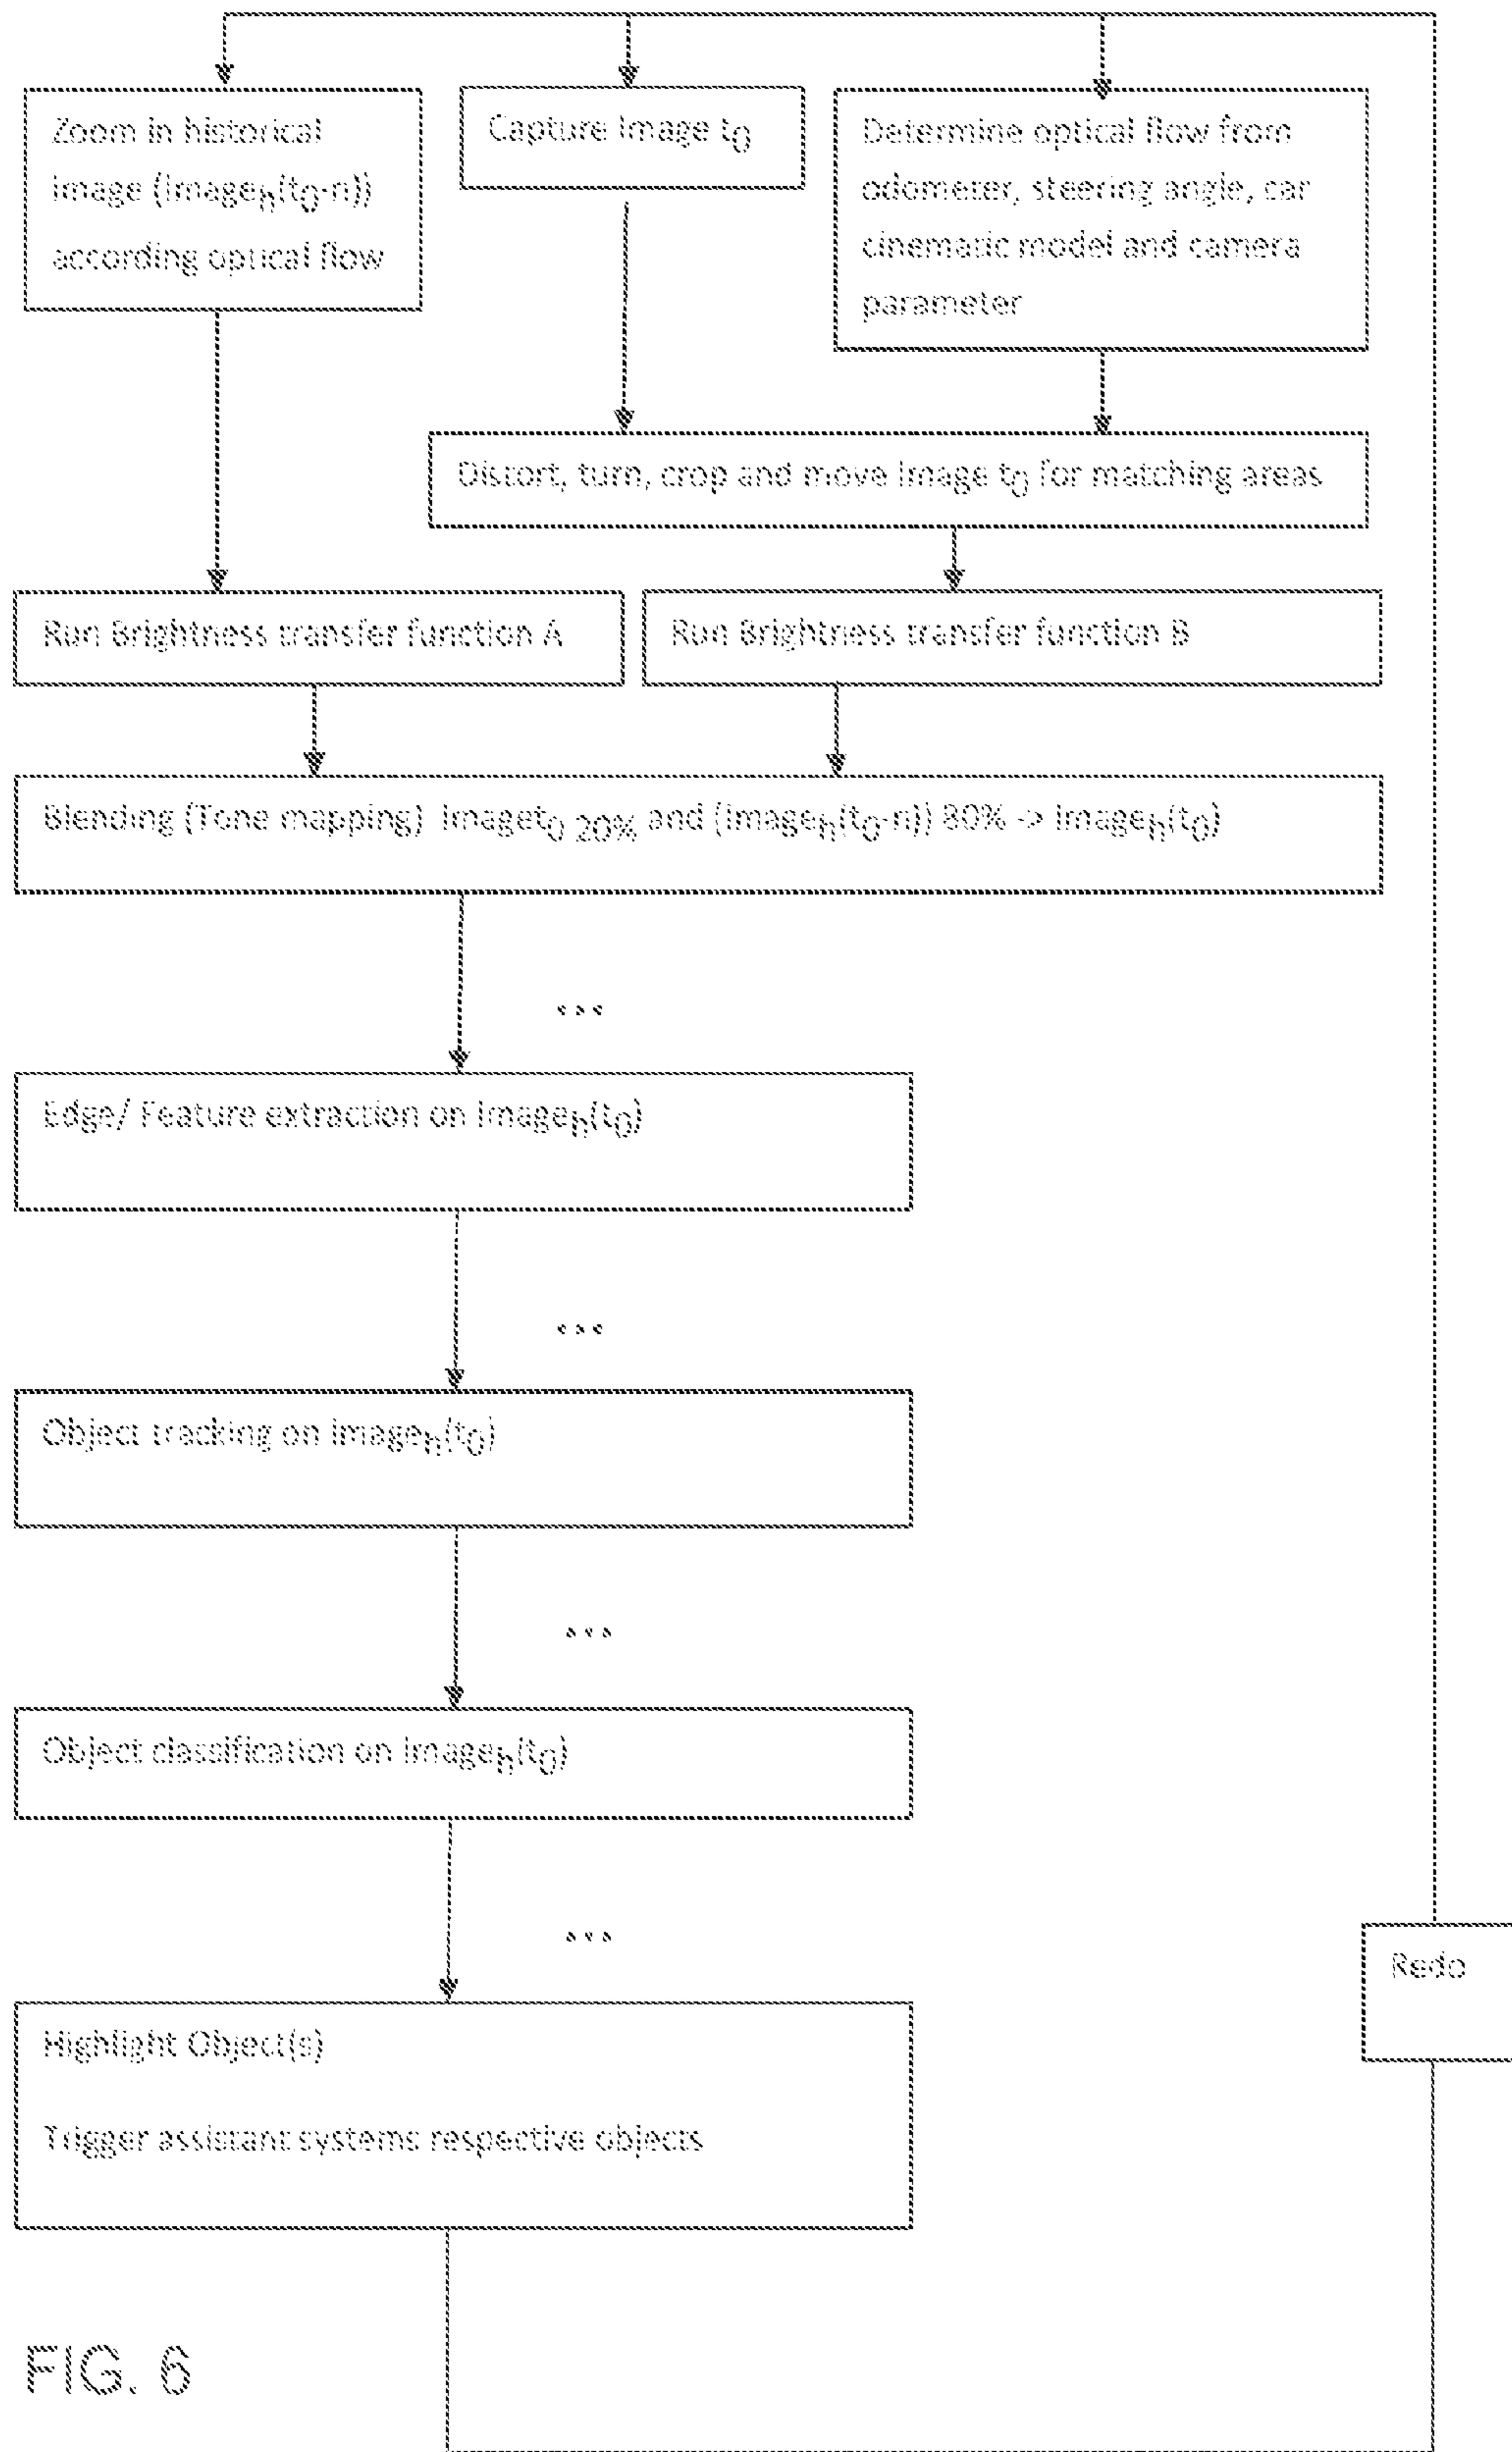 Zoom in historical
image (Imageh(t0-n))
according optical flow
Capture Image t0
Determine optical flow from
odometer, steering angle, car
cinematic model and camera
parameter
Distort, turn, crop and move Image t0 for matching areas
Run Brightness transfer function A
Run Brightness transfer function B
Blending (Tone mapping) Imaget0 20% and (Imageh(t0-n)) 80% -> Imageh(t0)
...
Edge/ Feature extraction on Imageh(t0)
...
Object tracking on Imageh(t0)
...
Object classification on Imageh(t0)
...
Redo
Highlight Object(s)
Trigger assistant systems respective objects
FIG. 6